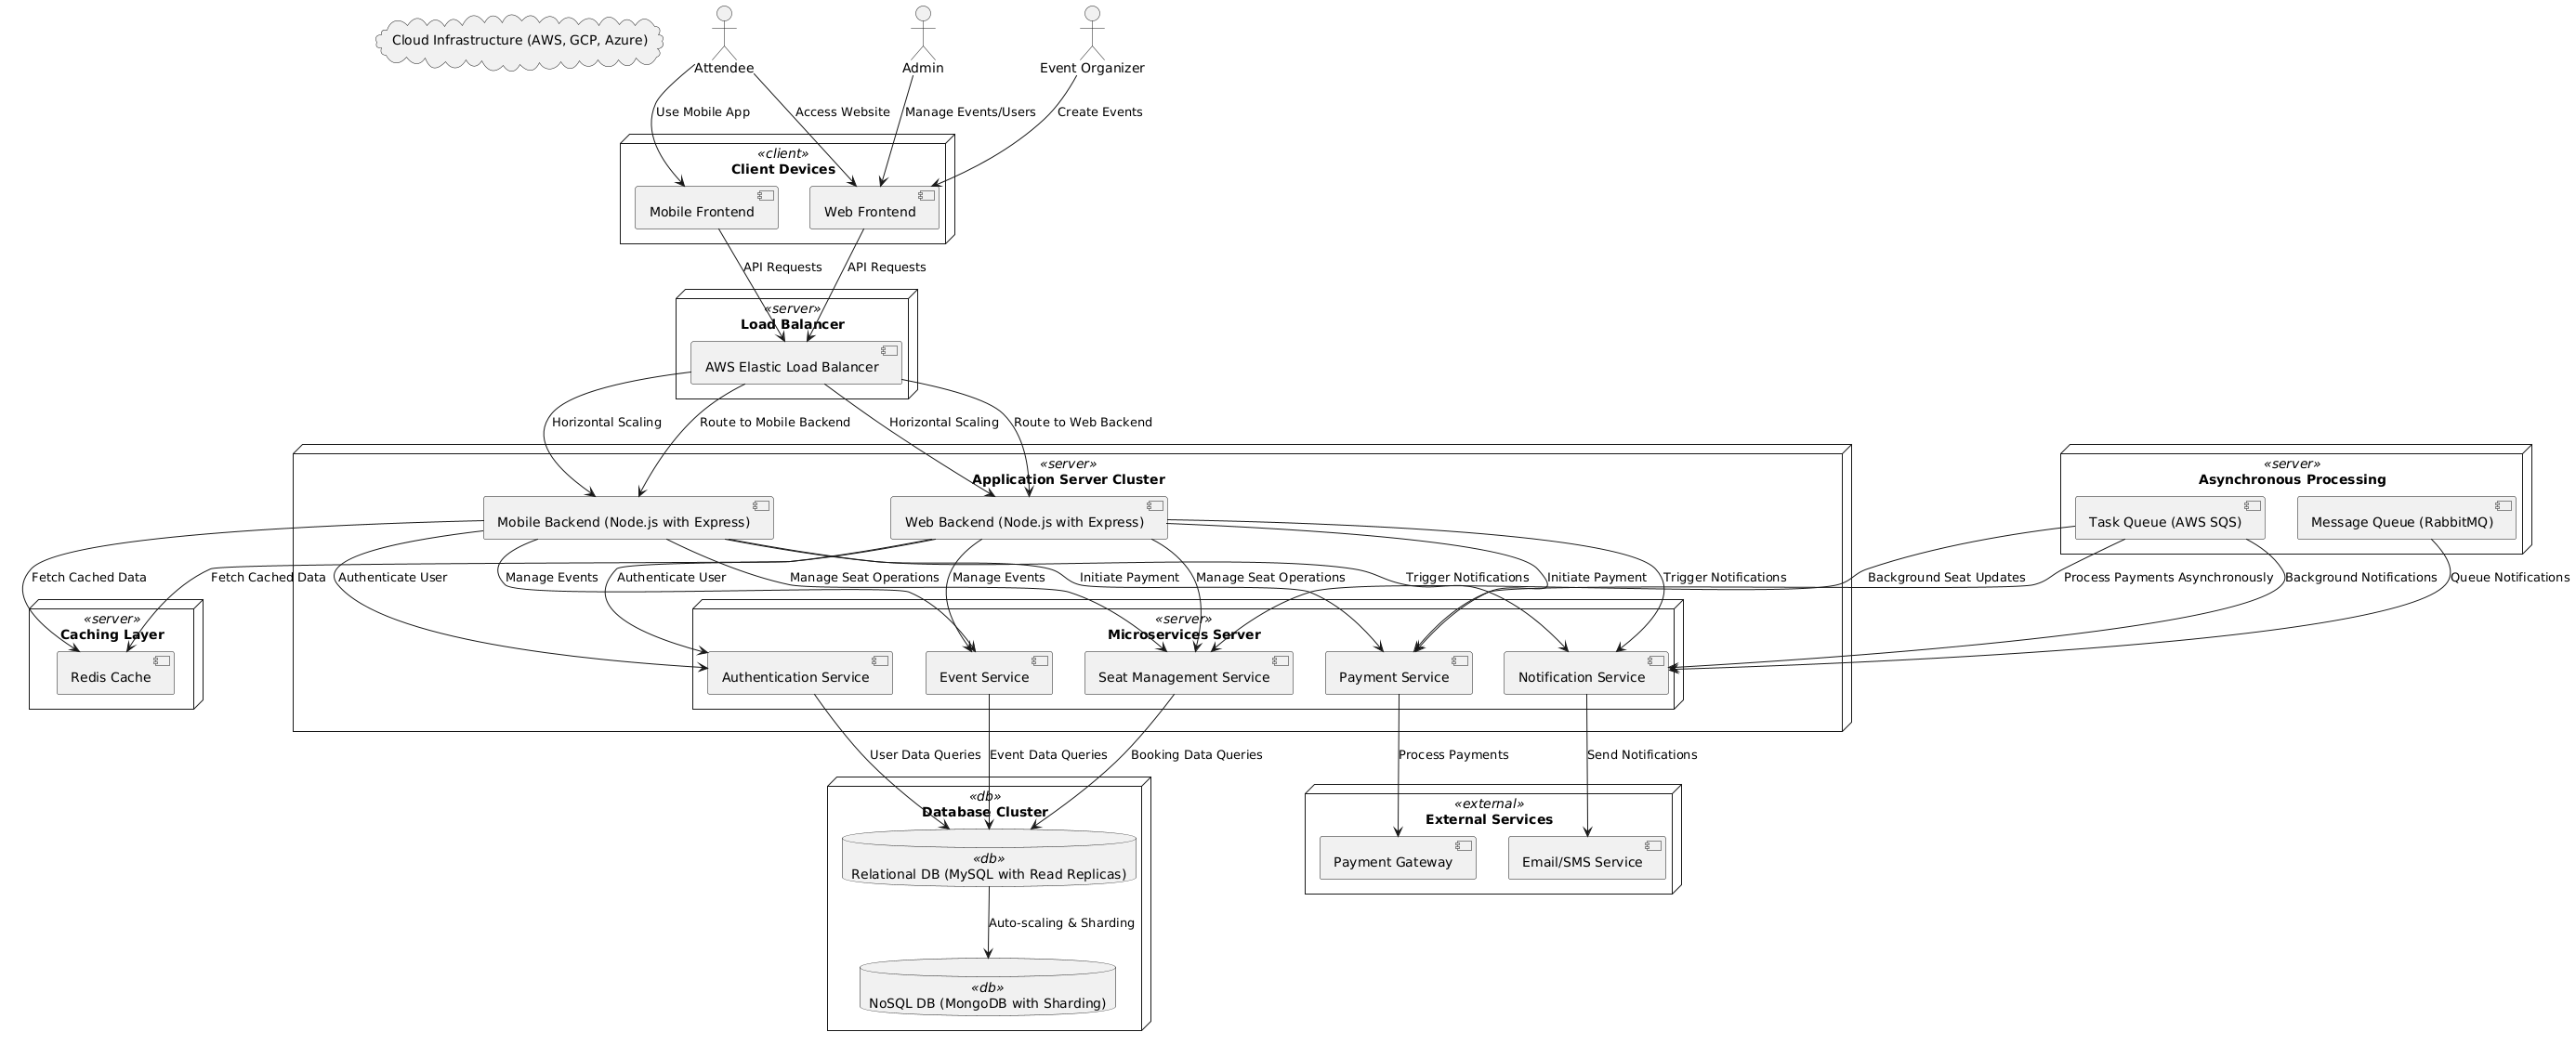 Cloud Infrastructure (AWS, GCP, Azure)
Attendee
Admin
Event Organizer
Use Mobile App
Access Website
Manage Events/Users
Create Events
«client»
Client Devices
Mobile Frontend
Web Frontend
API Requests
API Requests
«server»
Load Balancer
AWS Elastic Load Balancer
Horizontal Scaling
Route to Mobile Backend
Horizontal Scaling
Route to Web Backend
«server»
Application Server Cluster
Mobile Backend (Node.js with Express)
Web Backend (Node.js with Express)
«server»
Asynchronous Processing
Task Queue (AWS SQS)
Message Queue (RabbitMQ)
Fetch Cached Data
Fetch Cached Data
Authenticate User
Manage Events
Authenticate User
Manage Seat Operations
Manage Events
Initiate Payment
Manage Seat Operations
Trigger Notifications
Initiate Payment
Trigger Notifications
Background Seat Updates
Process Payments Asynchronously
Background Notifications
Queue Notifications
«server»
Caching Layer
Redis Cache
«server»
Microservices Server
Authentication Service
Event Service
Seat Management Service
Payment Service
Notification Service
User Data Queries
Event Data Queries
Booking Data Queries
Process Payments
Send Notifications
«db»
Database Cluster
«db»
Relational DB (MySQL with Read Replicas)
Auto-scaling & Sharding
«db»
NoSQL DB (MongoDB with Sharding)
«external»
External Services
Payment Gateway
Email/SMS Service